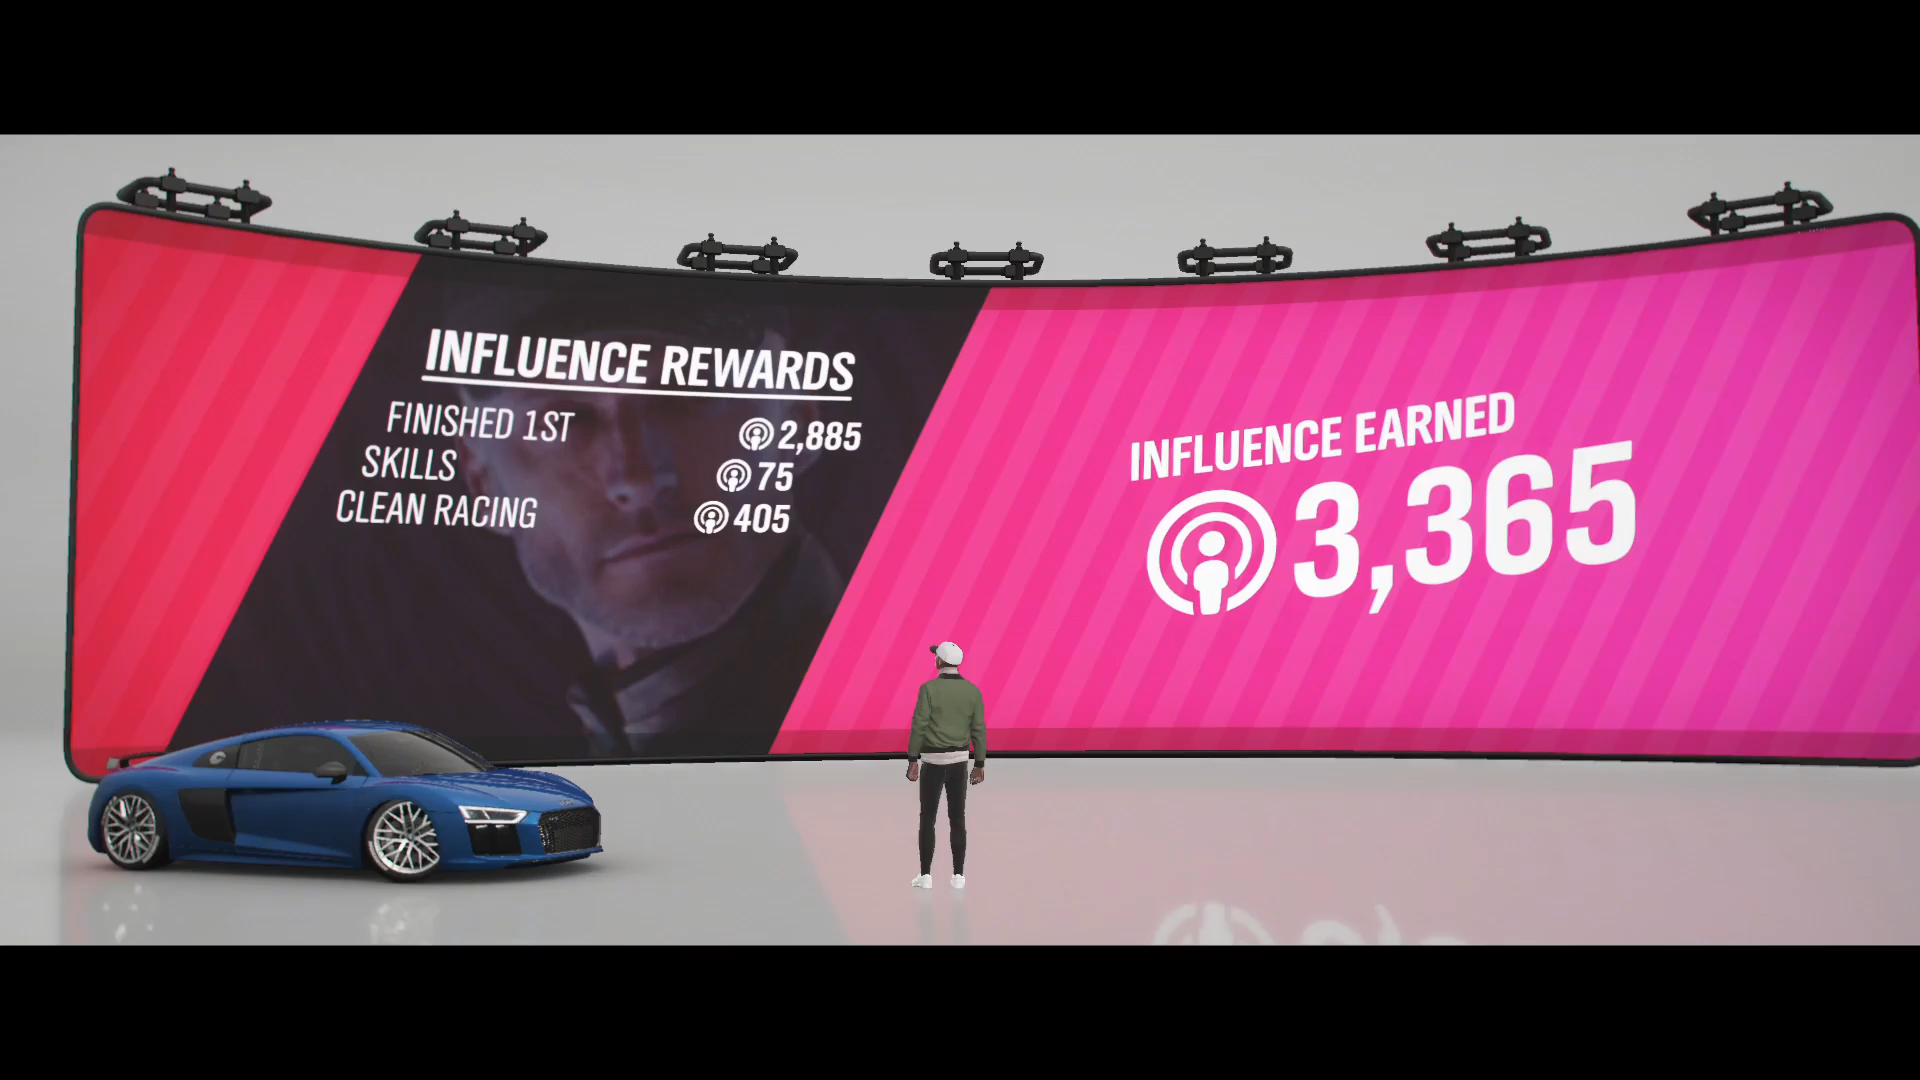 INFLUENCE REWARDS
FINISHED 1ST 2,885
SKILLS 75
CLEAN RACING 405
INFLUENCE EARNED
3,365